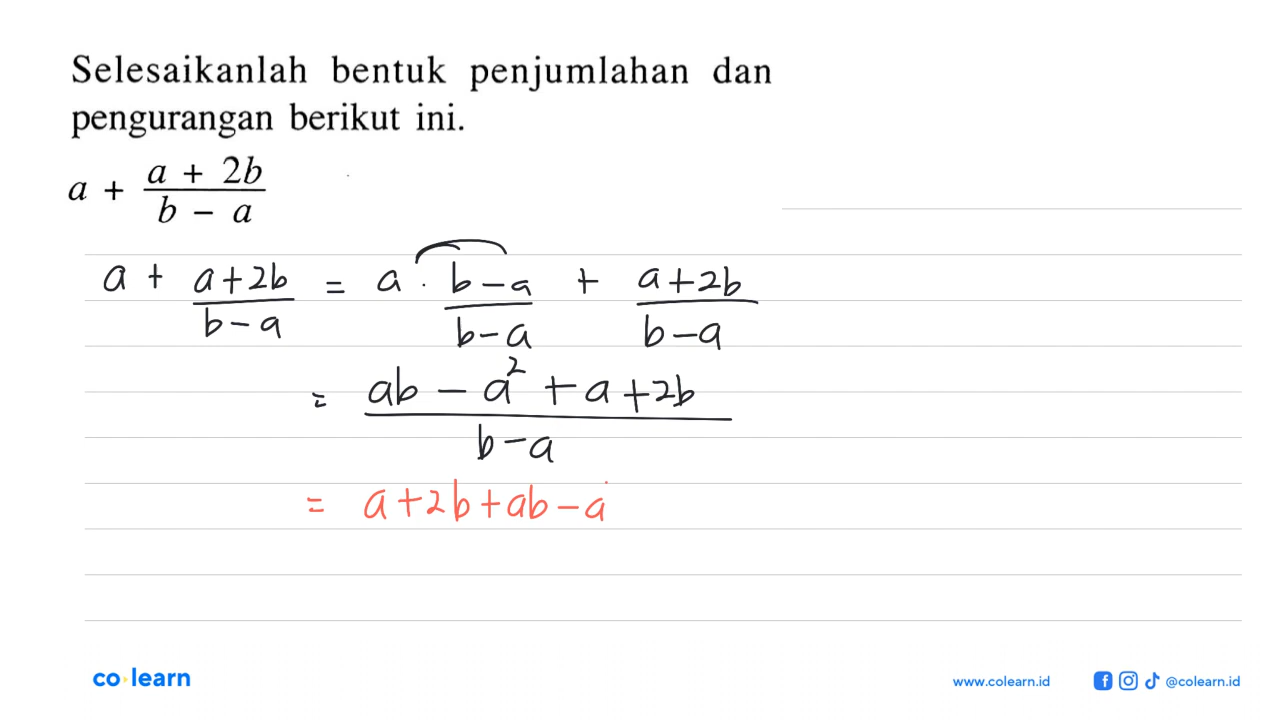 Selesaikanlah bentuk penjumlahan dan
pengurangan berikut ini.
a + (a + 2b)/(b - a)
a + (a+2b)/(b-a) = a . (b-a)/(b-a) + (a+2b)/(b-a)
= (ab - a² + a + 2b)/(b-a)
= a+2b+ab-a
co learn
www.colearn.id
@colearn.id